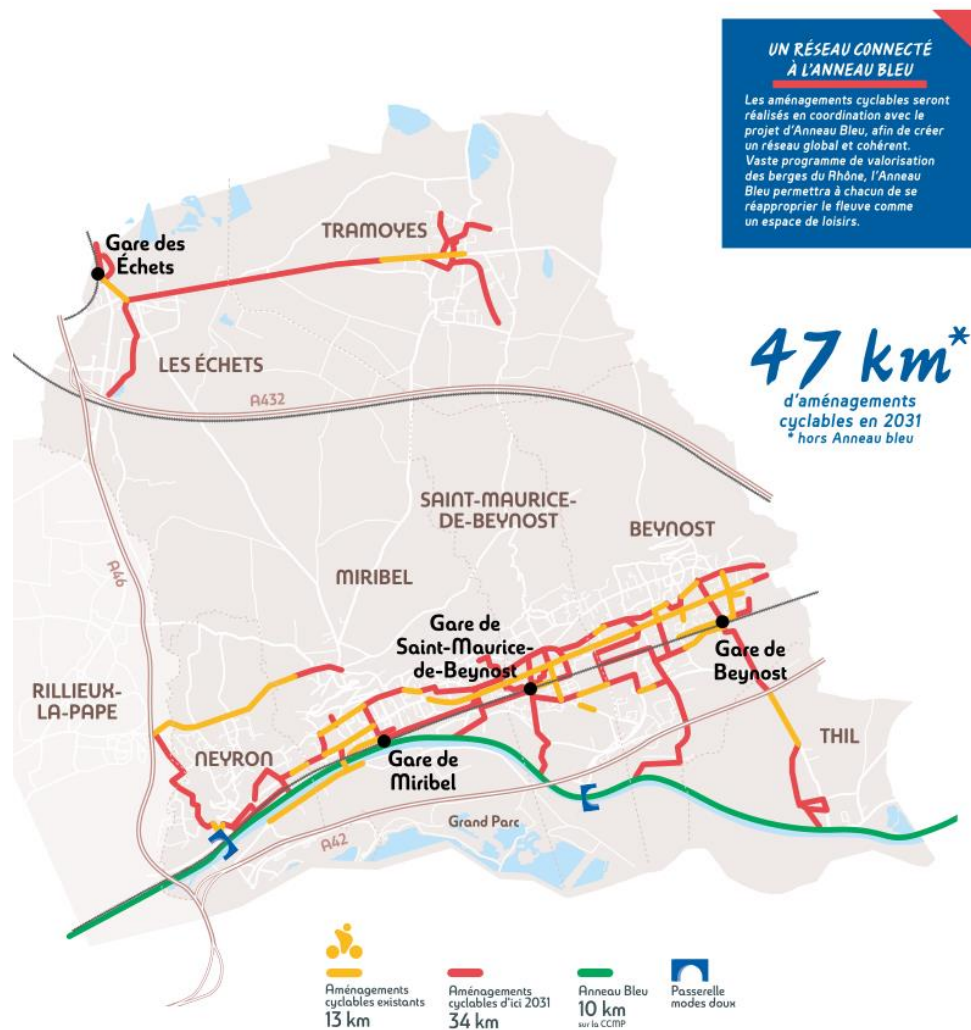 UN RÉSEAU CONNECTÉ
À L'ANNEAU BLEU
Les aménagements cyclables seront
réalisés en coordination avec le
projet d'Anneau Bleu, afin de créer
un réseau global et cohérent.
Vaste programme de valorisation
des berges du Rhône, l'Anneau
Bleu permettra à chacun de se
réapproprier le fleuve comme
un espace de loisirs.
TRAMOYES
Gare des
Échets
47 km*
d'aménagements
cyclables en 2031
* hors Anneau bleu
LES ÉCHETS
A432
SAINT-MAURICE-
DE-BEYNOST
BEYNOST
A46
MIRIBEL
Gare de
Saint-Maurice-
de-Beynost
Gare de
Beynost
RILLIEUX-
LA-PAPE
NEYRON
THIL
Gare de
Miribel
Grand Parc
A42
Aménagements
cyclables existants
13 km
Aménagements
cyclables d'ici 2031
34 km
Anneau Bleu
10 km
sur la CCMP
Passerelle
modes doux